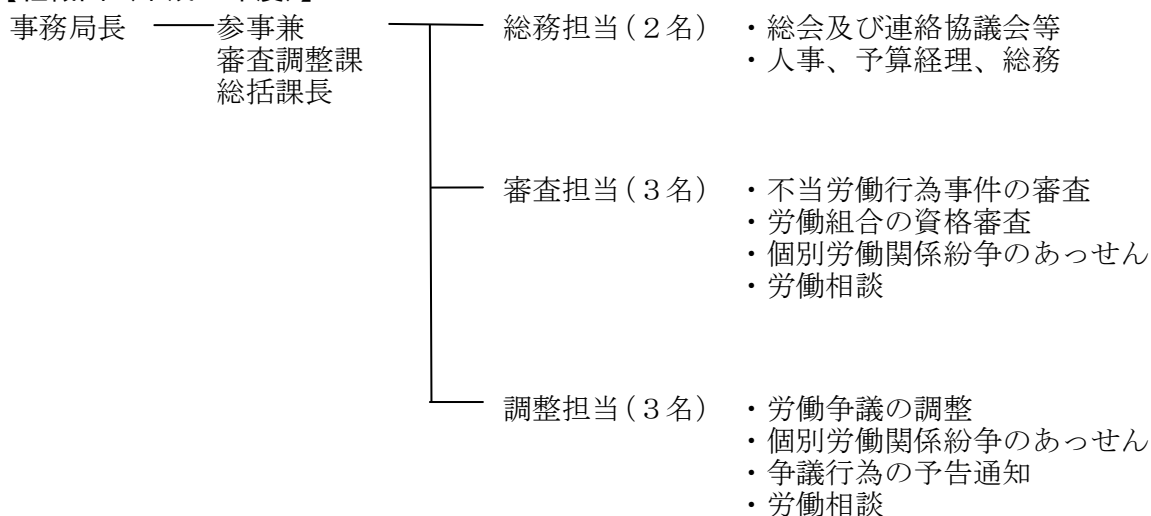 事務局長 参事兼 総務担当(2名) ・総会及び連絡協議会等
審査調整課 ・人事、予算経理、総務
総括課長
審査担当(3名) ・不当労働行為事件の審査
・労働組合の資格審査
・個別労働関係紛争のあっせん
・労働相談
調整担当(3名) ・労働争議の調整
・個別労働関係紛争のあっせん
・争議行為の予告通知
・労働相談